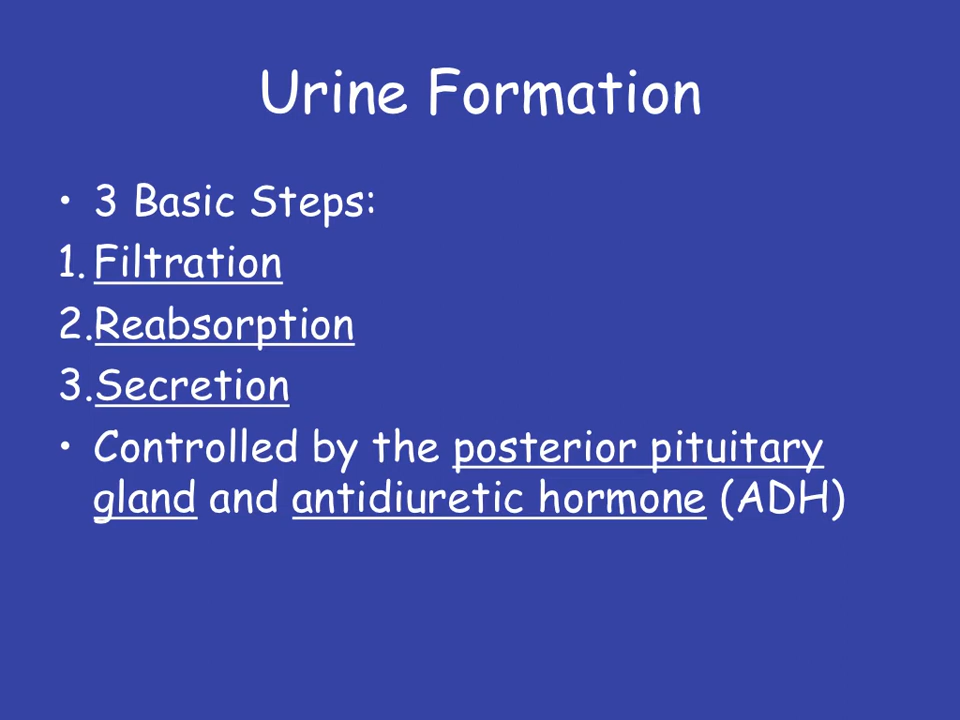 Urine Formation
• 3 Basic Steps:
1. Filtration
2.Reabsorption
3.Secretion
• Controlled by the posterior pituitary
gland and antidiuretic hormone (ADH)